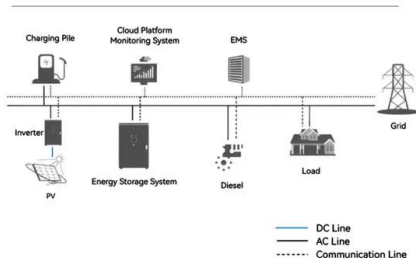 Charging Pile
Cloud Platform
Monitoring System
EMS
Grid
Inverter
PV
Energy Storage System
Diesel
Load
DC Line
AC Line
Communication Line